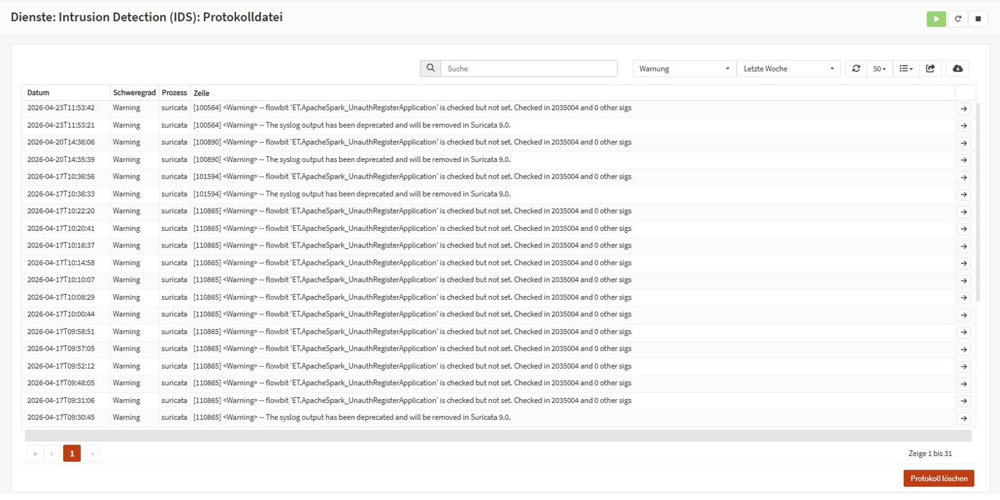 Dienste: Intrusion Detection (IDS): Protokolldatei
Suche Warnung Letzte Woche 50
Datum Schweregrad Prozess Zeile
2026-04-23T11:53:42 Warning suricata [100564] <Warning> -- flowbit 'ET.ApacheSpark_UnauthRegisterApplication' is checked but not set. Checked in 2035004 and 0 other sigs
2026-04-23T11:53:21 Warning suricata [100564] <Warning> -- The syslog output has been deprecated and will be removed in Suricata 9.0.
2026-04-20T14:36:06 Warning suricata [100890] <Warning> -- flowbit 'ET.ApacheSpark_UnauthRegisterApplication' is checked but not set. Checked in 2035004 and 0 other sigs
2026-04-20T14:35:39 Warning suricata [100890] <Warning> -- The syslog output has been deprecated and will be removed in Suricata 9.0.
2026-04-17T10:36:56 Warning suricata [101594] <Warning> -- flowbit 'ET.ApacheSpark_UnauthRegisterApplication' is checked but not set. Checked in 2035004 and 0 other sigs
2026-04-17T10:36:33 Warning suricata [101594] <Warning> -- The syslog output has been deprecated and will be removed in Suricata 9.0.
2026-04-17T10:22:20 Warning suricata [110865] <Warning> -- flowbit 'ET.ApacheSpark_UnauthRegisterApplication' is checked but not set. Checked in 2035004 and 0 other sigs
2026-04-17T10:20:41 Warning suricata [110865] <Warning> -- flowbit 'ET.ApacheSpark_UnauthRegisterApplication' is checked but not set. Checked in 2035004 and 0 other sigs
2026-04-17T10:16:37 Warning suricata [110865] <Warning> -- flowbit 'ET.ApacheSpark_UnauthRegisterApplication' is checked but not set. Checked in 2035004 and 0 other sigs
2026-04-17T10:14:58 Warning suricata [110865] <Warning> -- flowbit 'ET.ApacheSpark_UnauthRegisterApplication' is checked but not set. Checked in 2035004 and 0 other sigs
2026-04-17T10:10:07 Warning suricata [110865] <Warning> -- flowbit 'ET.ApacheSpark_UnauthRegisterApplication' is checked but not set. Checked in 2035004 and 0 other sigs
2026-04-17T10:08:29 Warning suricata [110865] <Warning> -- flowbit 'ET.ApacheSpark_UnauthRegisterApplication' is checked but not set. Checked in 2035004 and 0 other sigs
2026-04-17T10:00:44 Warning suricata [110865] <Warning> -- flowbit 'ET.ApacheSpark_UnauthRegisterApplication' is checked but not set. Checked in 2035004 and 0 other sigs
2026-04-17T09:58:51 Warning suricata [110865] <Warning> -- flowbit 'ET.ApacheSpark_UnauthRegisterApplication' is checked but not set. Checked in 2035004 and 0 other sigs
2026-04-17T09:57:05 Warning suricata [110865] <Warning> -- flowbit 'ET.ApacheSpark_UnauthRegisterApplication' is checked but not set. Checked in 2035004 and 0 other sigs
2026-04-17T09:52:12 Warning suricata [110865] <Warning> -- flowbit 'ET.ApacheSpark_UnauthRegisterApplication' is checked but not set. Checked in 2035004 and 0 other sigs
2026-04-17T09:48:05 Warning suricata [110865] <Warning> -- flowbit 'ET.ApacheSpark_UnauthRegisterApplication' is checked but not set. Checked in 2035004 and 0 other sigs
2026-04-17T09:31:06 Warning suricata [110865] <Warning> -- flowbit 'ET.ApacheSpark_UnauthRegisterApplication' is checked but not set. Checked in 2035004 and 0 other sigs
2026-04-17T09:30:45 Warning suricata [110865] <Warning> -- The syslog output has been deprecated and will be removed in Suricata 9.0.
« ‹ 1 › Zeige 1 bis 31
Protokoll löschen